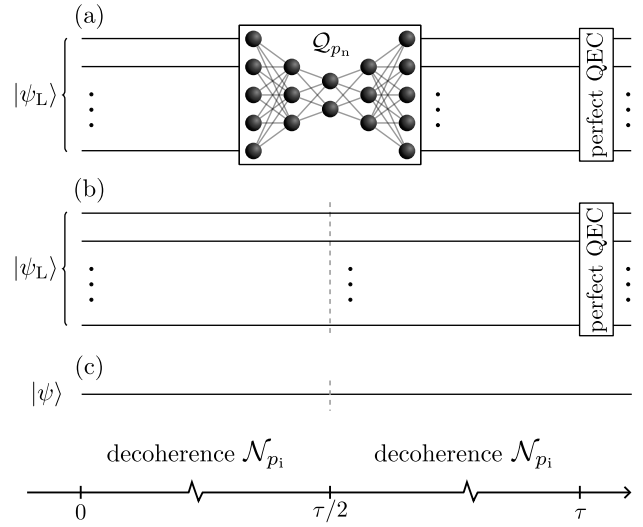 (a)
|ψ_L⟩
𝒬_{p_n}
perfect QEC
(b)
|ψ_L⟩
perfect QEC
(c)
|ψ⟩
decoherence 𝒩_{p_i} decoherence 𝒩_{p_i}
0 τ/2 τ